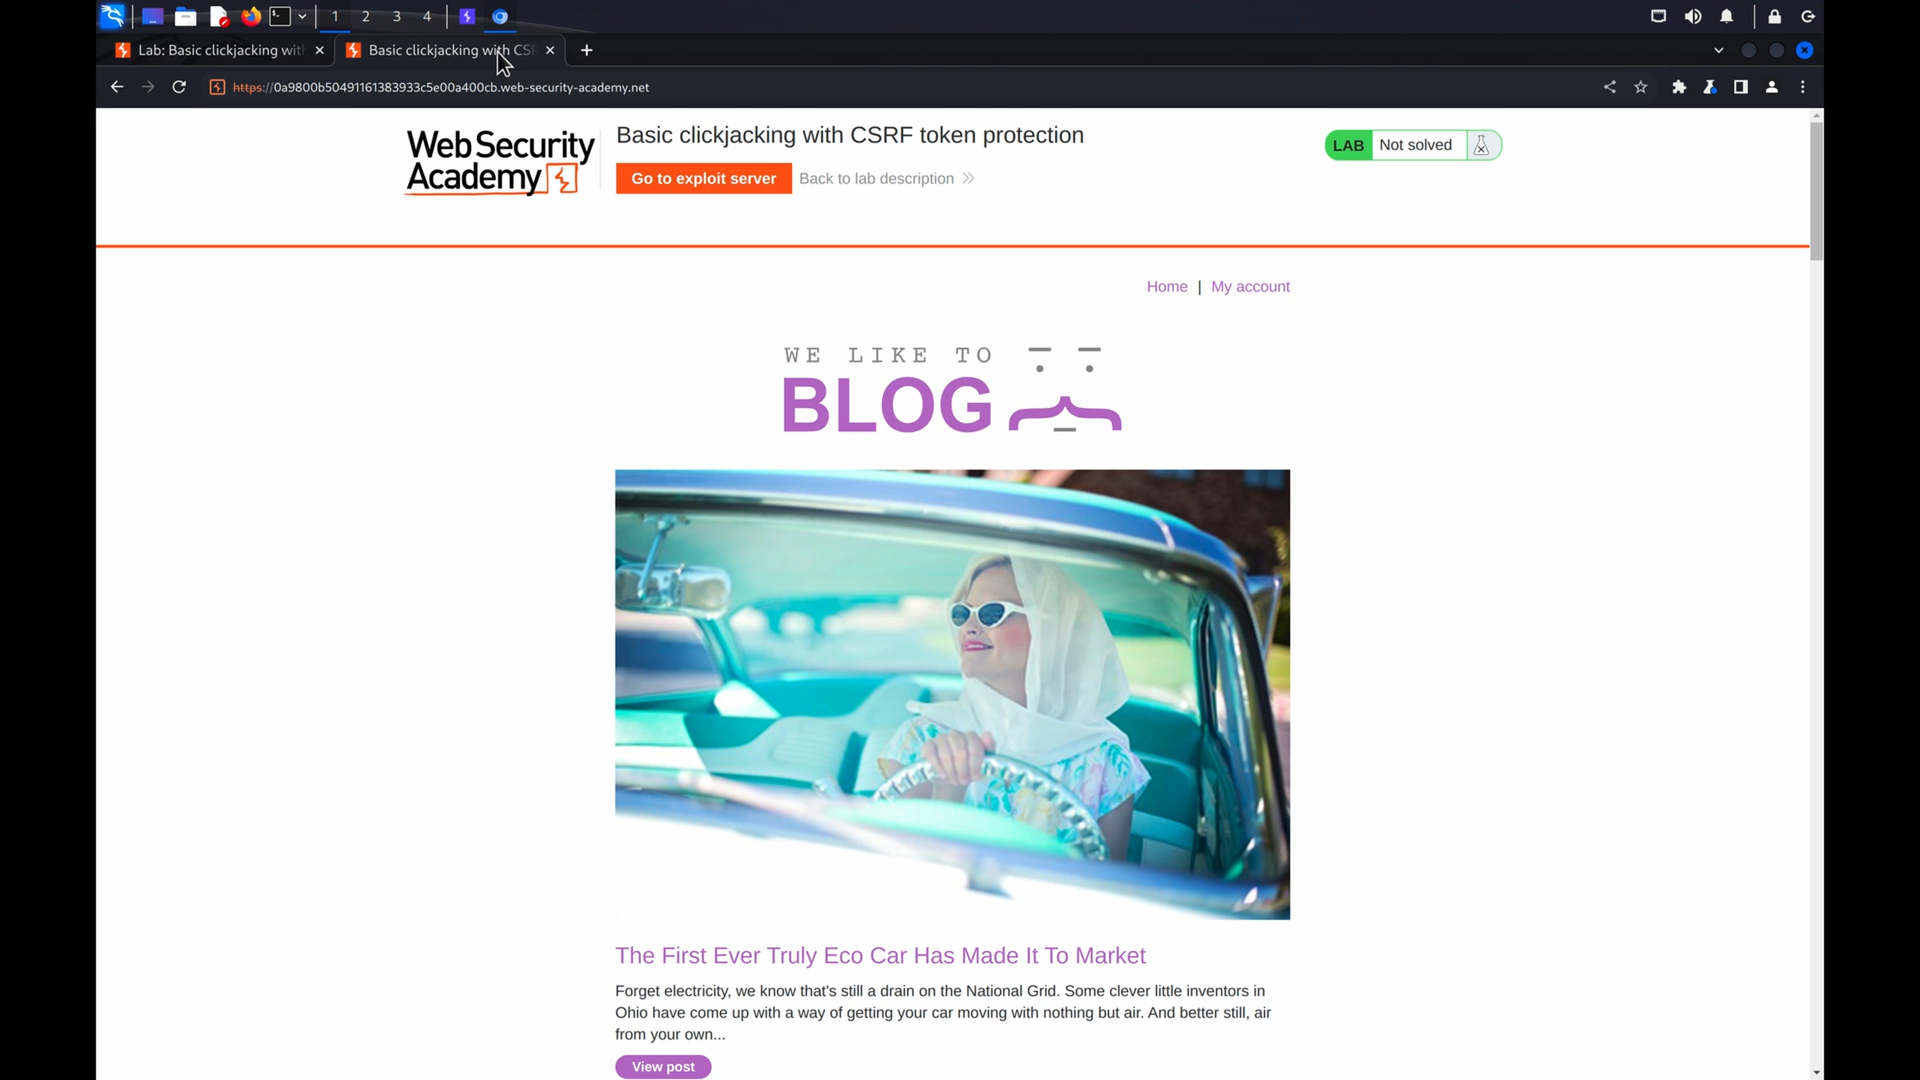 1 2 3 4
Lab: Basic clickjacking with
Basic clickjacking with CSR
https://0a9800b50491161383933c5e00a400cb.web-security-academy.net
Web Security
Academy
Basic clickjacking with CSRF token protection
Go to exploit server
Back to lab description
LAB Not solved
Home | My account
WE LIKE TO
BLOG
The First Ever Truly Eco Car Has Made It To Market
Forget electricity, we know that's still a drain on the National Grid. Some clever little inventors in
Ohio have come up with a way of getting your car moving with nothing but air. And better still, air
from your own...
View post